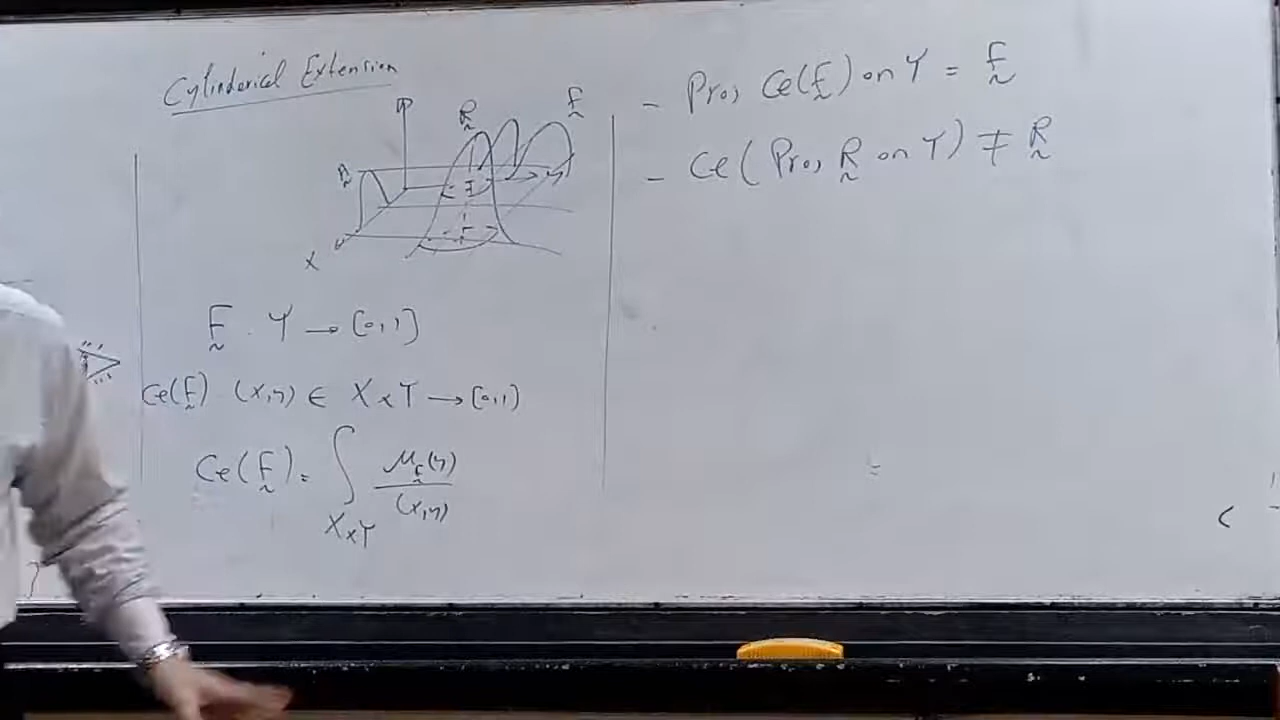 Cylinderical Extension
R F
R
X
F Y → [0,1]
Ce(F) (x,y) ∈ X×Y → [0,1]
Ce(F) = ∫ μF(y)
(x,y)
X×Y
- Proj Ce(F) on Y = F
- Ce(Proj R on Y) ≠ R